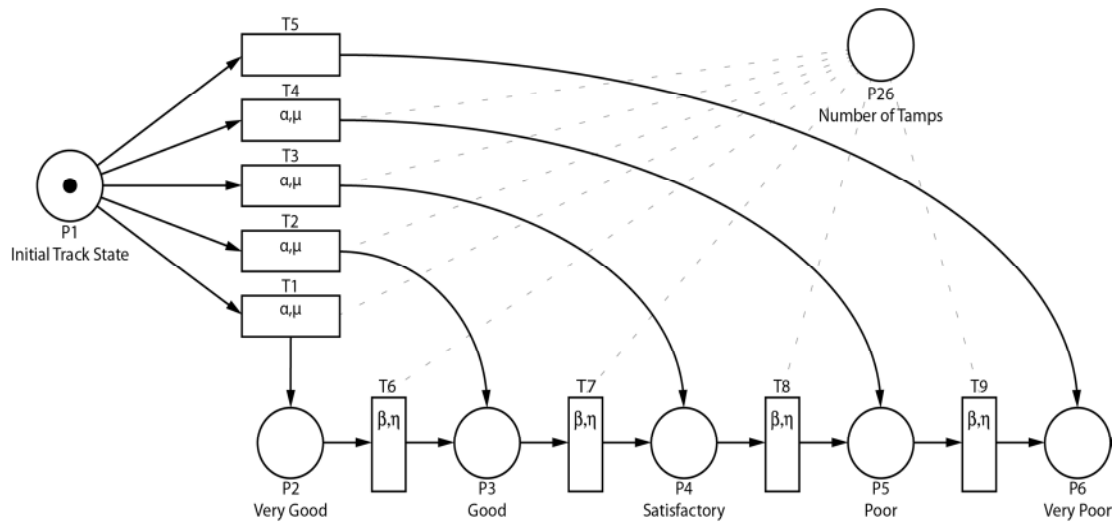 T5
T4
α,μ
T3
α,μ
T2
α,μ
T1
α,μ
P1
Initial Track State
P26
Number of Tamps
T6
β,η
T7
β,η
T8
β,η
T9
β,η
P2
Very Good
P3
Good
P4
Satisfactory
P5
Poor
P6
Very Poor